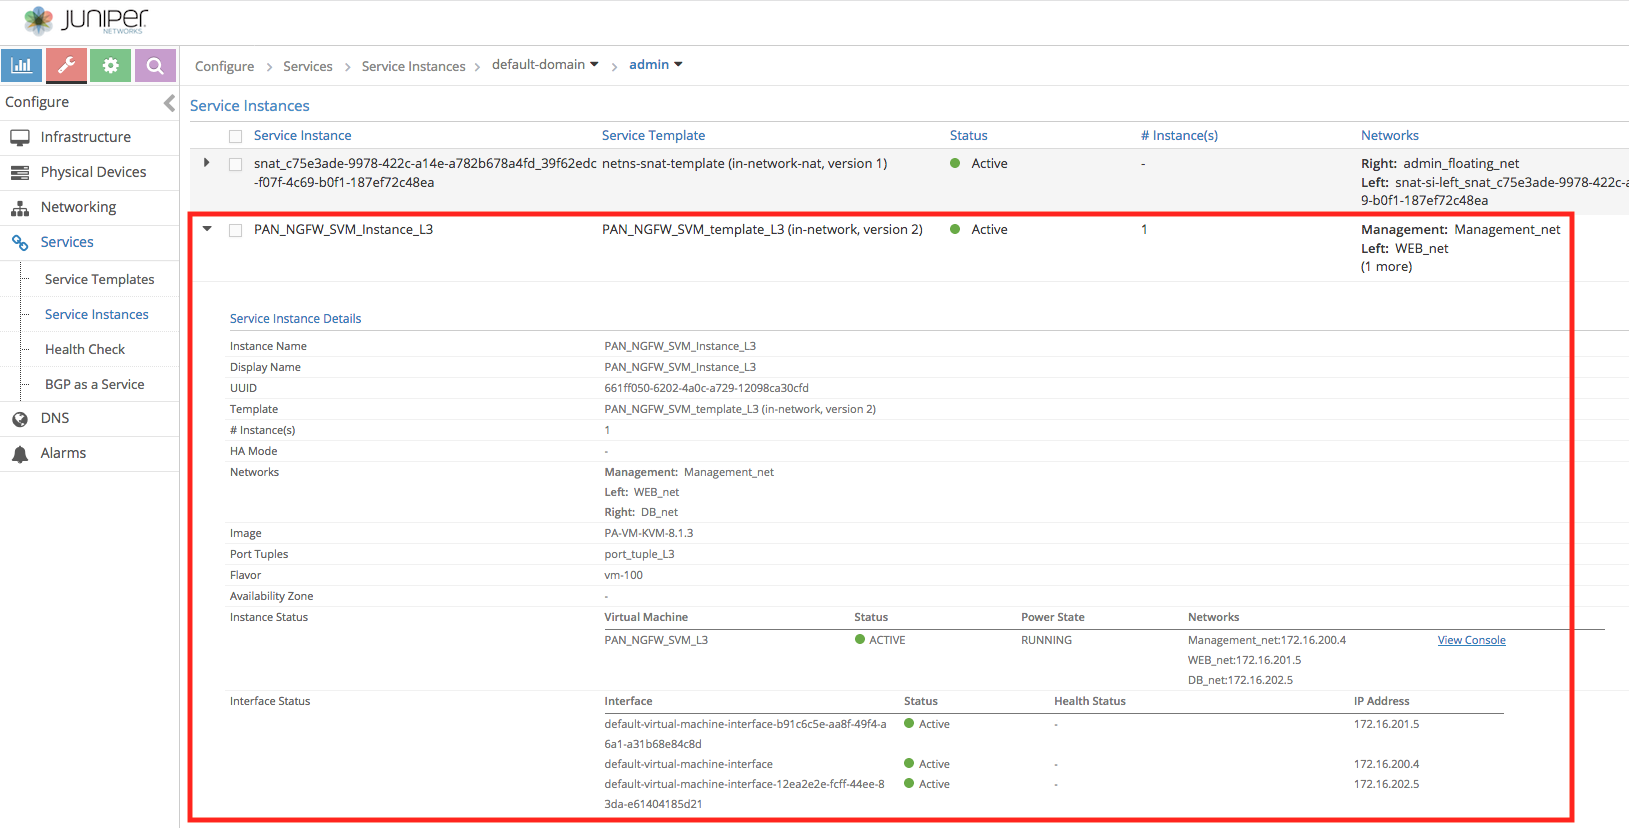 JUNIPER
NETWORKS
Configure > Services > Service Instances > default-domain > admin
Configure
Infrastructure
Physical Devices
Networking
Services
Service Templates
Service Instances
Health Check
BGP as a Service
DNS
Alarms
Service Instances
Service Instance Service Template Status # Instance(s) Networks
snat_c75e3ade-9978-422c-a14e-a782b678a4fd_39f62edc netns-snat-template (in-network-nat, version 1) Active - Right: admin_floating_net
-f07f-4c69-b0f1-187ef72c48ea Left: snat-si-left_snat_c75e3ade-9978-422c-a
9-b0f1-187ef72c48ea
PAN_NGFW_SVM_Instance_L3 PAN_NGFW_SVM_template_L3 (in-network, version 2) Active 1 Management: Management_net
Left: WEB_net
(1 more)
Service Instance Details
Instance Name PAN_NGFW_SVM_Instance_L3
Display Name PAN_NGFW_SVM_Instance_L3
UUID 661ff050-6202-4a0c-a729-12098ca30cfd
Template PAN_NGFW_SVM_template_L3 (in-network, version 2)
# Instance(s) 1
HA Mode -
Networks Management: Management_net
Left: WEB_net
Right: DB_net
Image PA-VM-KVM-8.1.3
Port Tuples port_tuple_L3
Flavor vm-100
Availability Zone -
Instance Status Virtual Machine Status Power State Networks
PAN_NGFW_SVM_L3 ACTIVE RUNNING Management_net:172.16.200.4 View Console
WEB_net:172.16.201.5
DB_net:172.16.202.5
Interface Status Interface Status Health Status IP Address
default-virtual-machine-interface-b91c6c5e-aa8f-49f4-a Active - 172.16.201.5
6a1-a31b68e84c8d
default-virtual-machine-interface Active - 172.16.200.4
default-virtual-machine-interface-12ea2e2e-fcff-44ee-8 Active - 172.16.202.5
3da-e61404185d21